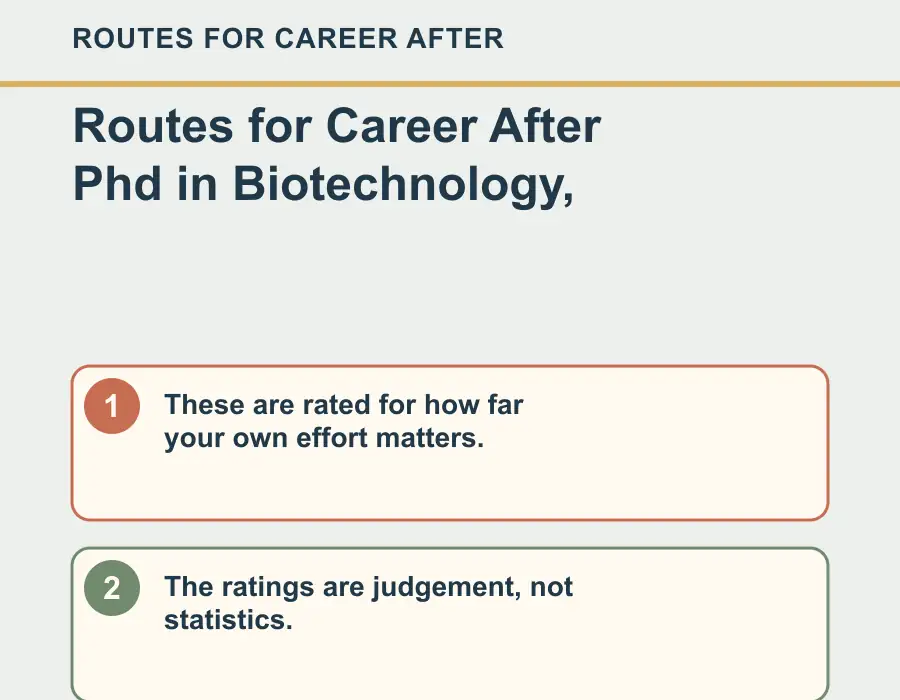 ROUTES FOR CAREER AFTER
Routes for Career After
Phd in Biotechnology,
1
These are rated for how far
your own effort matters.
2
The ratings are judgement, not
statistics.